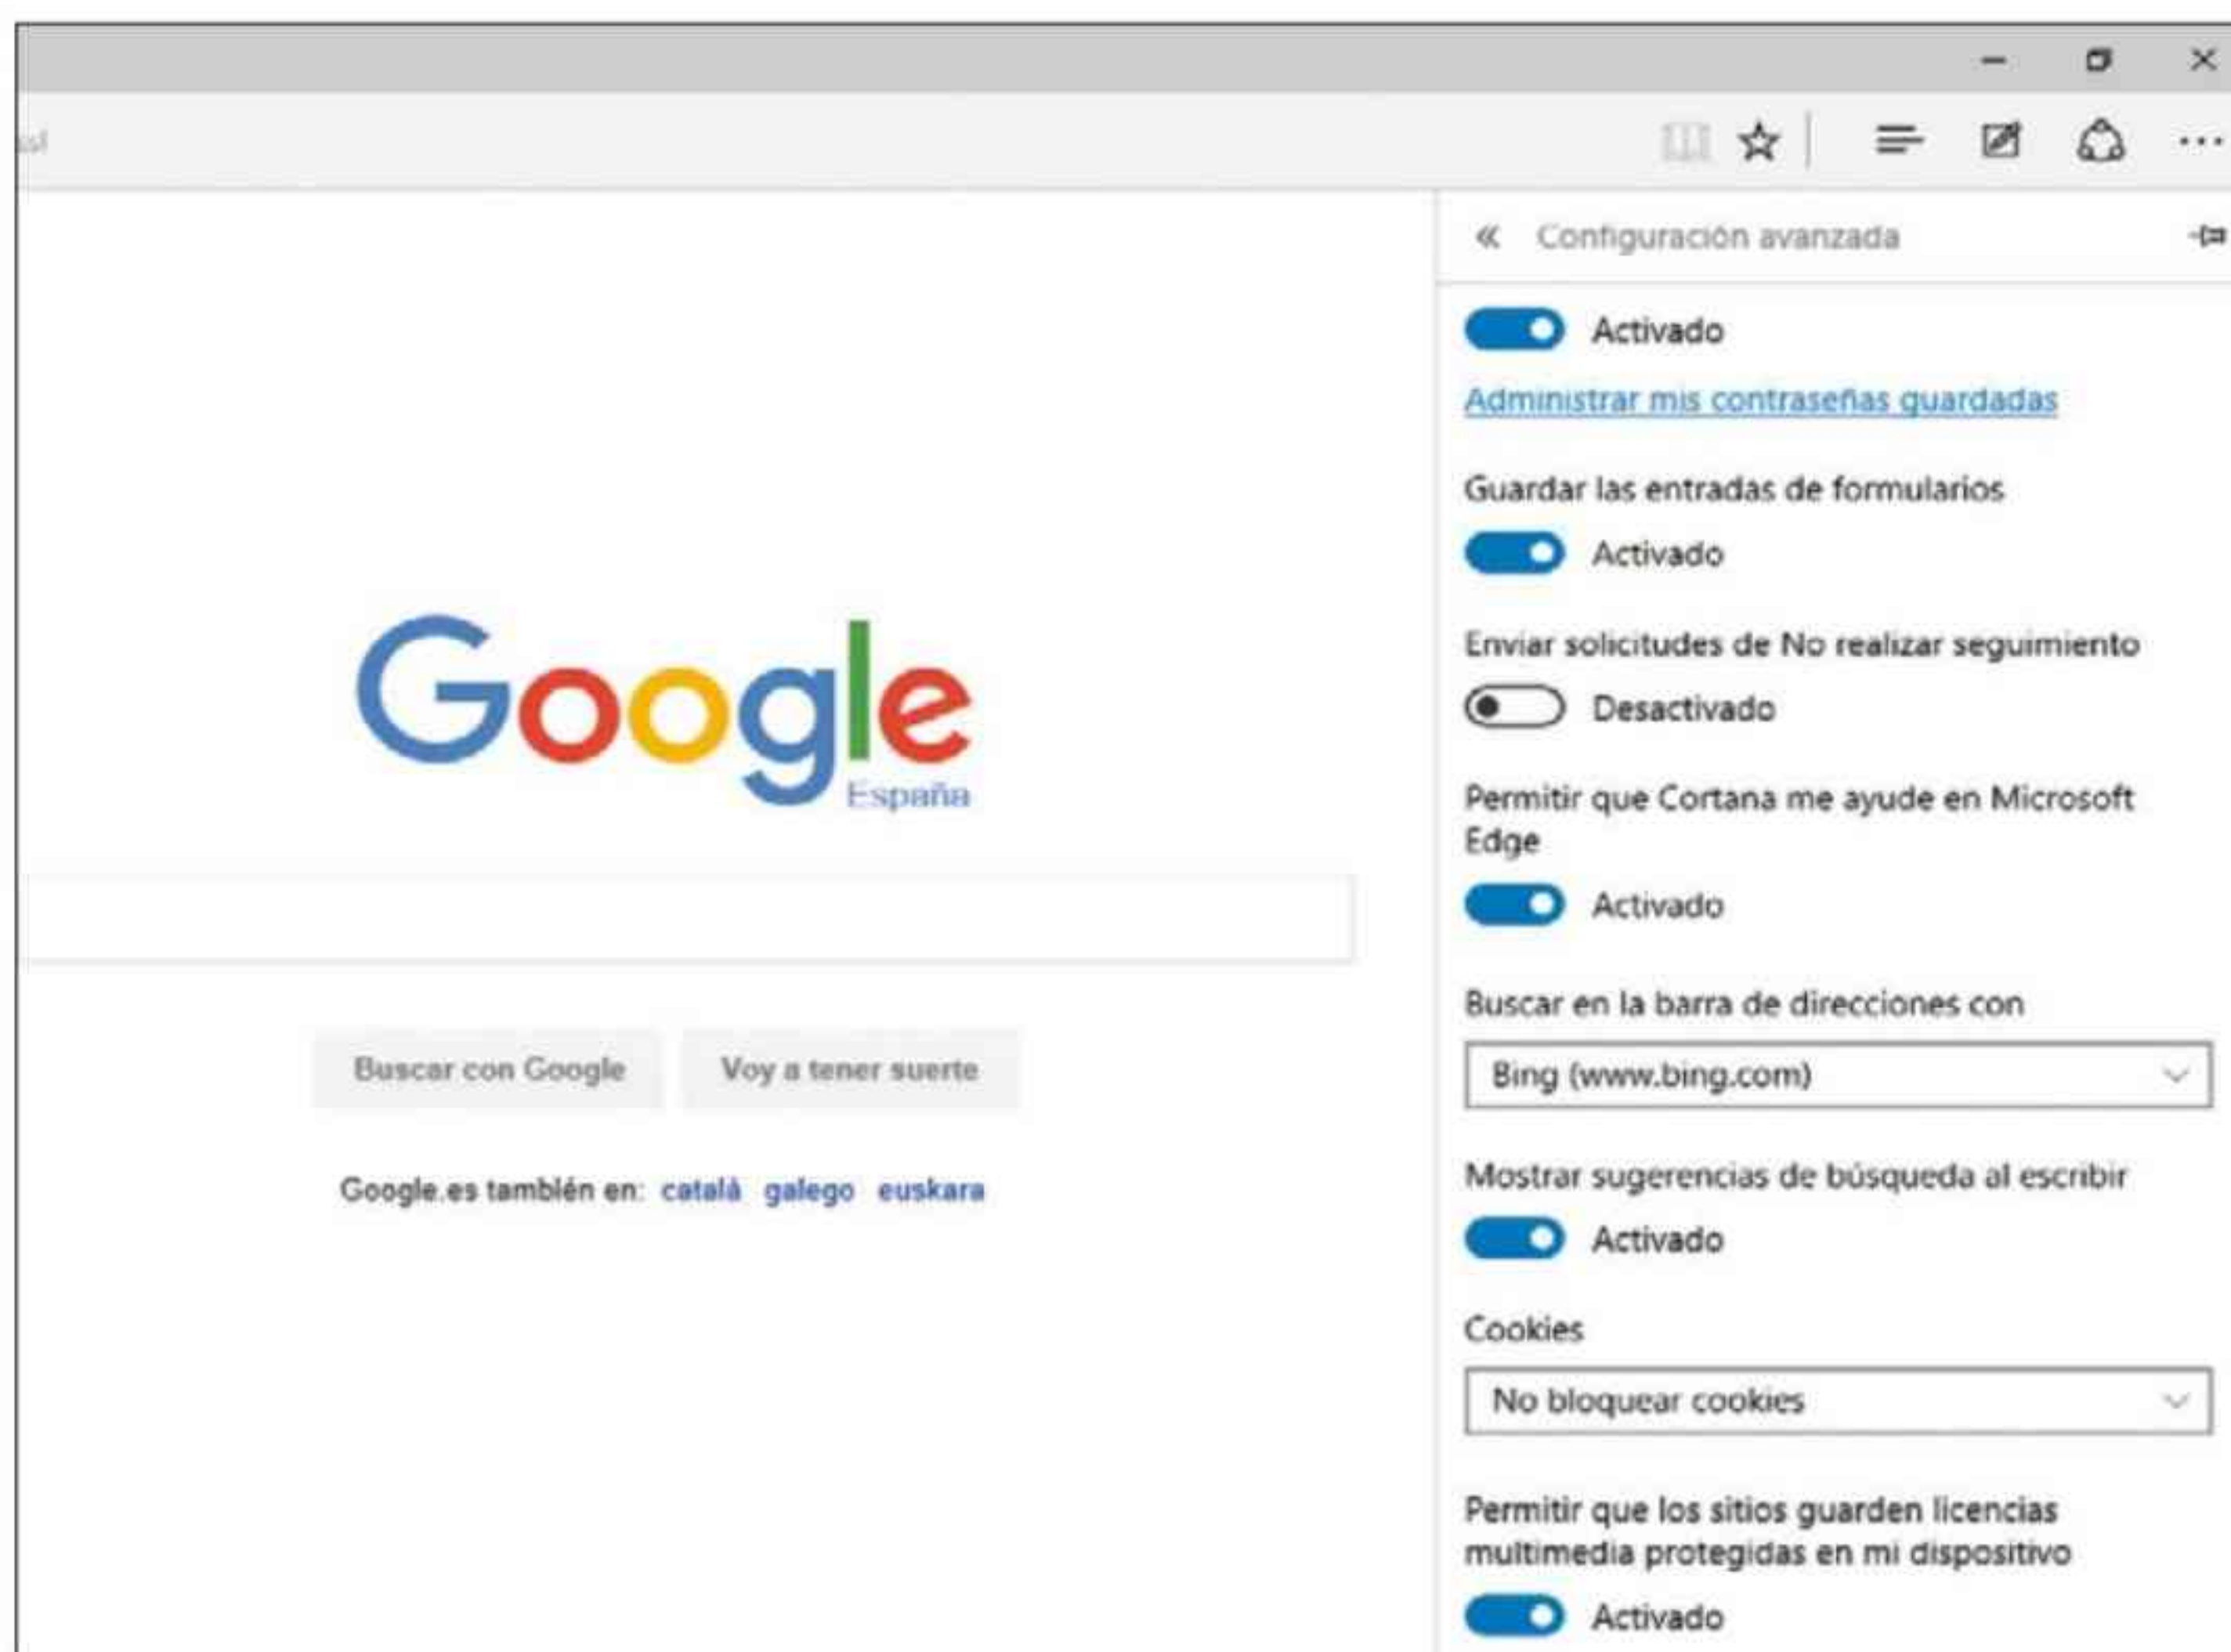 Configuración avanzada
Activado
Administrar mis contraseñas guardadas
Guardar las entradas de formularios
Activado
Enviar solicitudes de No realizar seguimiento
Desactivado
Permitir que Cortana me ayude en Microsoft
Edge
Activado
Buscar en la barra de direcciones con
Bing (www.bing.com)
Mostrar sugerencias de búsqueda al escribir
Activado
Cookies
No bloquear cookies
Permitir que los sitios guarden licencias
multimedia protegidas en mi dispositivo
Activado
Google
España
Buscar con Google Voy a tener suerte
Google.es también en: català galego euskara